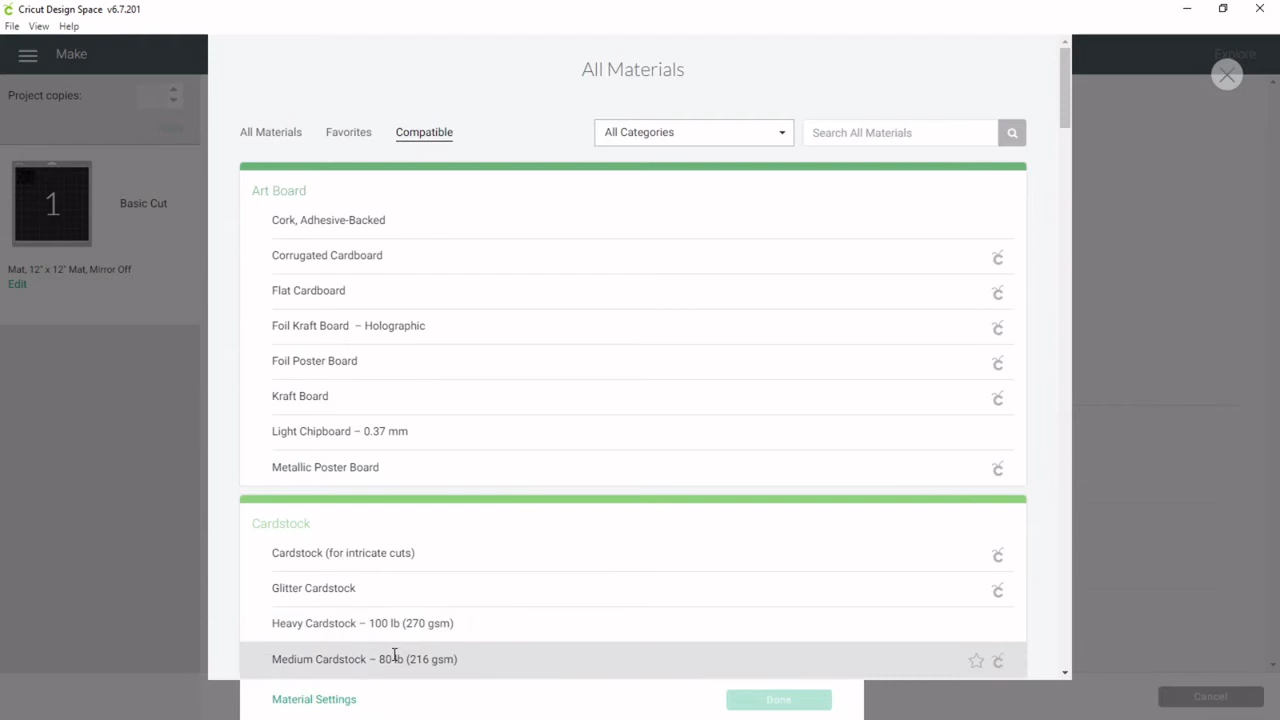 Cricut Design Space v6.7.201
File View Help
Make
Explore
All Materials
Project copies:
Apply
All Materials Favorites Compatible
All Categories
Search All Materials
1
Basic Cut
Mat, 12" x 12" Mat, Mirror Off
Edit
Art Board
Cork, Adhesive-Backed
Corrugated Cardboard
Flat Cardboard
Foil Kraft Board – Holographic
Foil Poster Board
Kraft Board
Light Chipboard – 0.37 mm
Metallic Poster Board
Cardstock
Cardstock (for intricate cuts)
Glitter Cardstock
Heavy Cardstock – 100 lb (270 gsm)
Medium Cardstock – 80 lb (216 gsm)
Material Settings
Done
Cancel